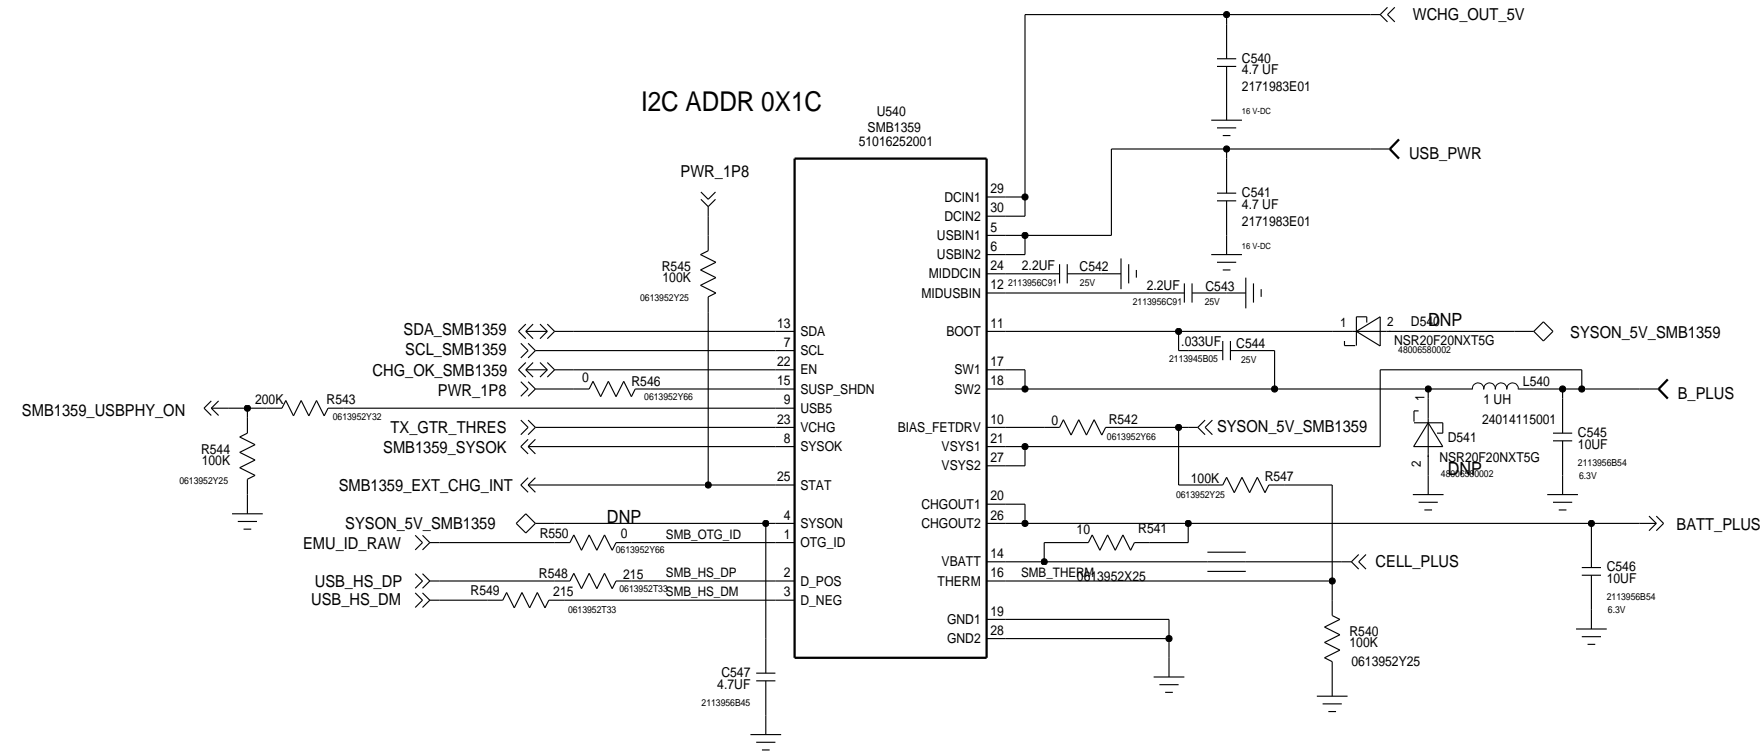 WCHG_OUT_5V
C540
4.7 UF
2171983E01
16 V-DC
I2C ADDR 0X1C
U540
SMB1359
51016252001
USB_PWR
C541
4.7 UF
2171983E01
16 V-DC
PWR_1P8
R545
100K
0613952Y25
DCIN1 29
DCIN2 30
USBIN1 5
USBIN2 6
MIDDCIN 24 2.2UF C542
2113956C91 25V
MIDUSBIN 12 2.2UF C543
2113956C91 25V
SDA_SMB1359 13 SDA
SCL_SMB1359 7 SCL
CHG_OK_SMB1359 22 EN
PWR_1P8 0 R546 15 SUSP_SHDN
0613952Y66
SMB1359_USBPHY_ON 200K R543 9 USB5
0613952Y32
TX_GTR_THRES 23 VCHG
SMB1359_SYSOK 8 SYSOK
R544
100K
0613952Y25
SMB1359_EXT_CHG_INT 25 STAT
SYSON_5V_SMB1359 DNP 4 SYSON
EMU_ID_RAW R550 0 SMB_OTG_ID 1 OTG_ID
0613952Y66
USB_HS_DP R548 215 SMB_HS_DP 2 D_POS
0613952T33
USB_HS_DM R549 215 SMB_HS_DM 3 D_NEG
0613952T33
C547
4.7UF
2113956B45
BOOT 11 1 2 D540 DNP SYSON_5V_SMB1359
NSR20F20NXT5G
48006580002
.033UF C544
2113945B05 25V
SW1 17
SW2 18
L540
1 UH
24014115001
B_PLUS
BIAS_FETDRV 10 0 R542 SYSON_5V_SMB1359
0613952Y66
VSYS1 21
VSYS2 27
1 D541
2 NSR20F20NXT5G
DNP
48006580002
C545
10UF
2113956B54
6.3V
100K R547
0613952Y25
CHGOUT1 20
CHGOUT2 26
BATT_PLUS
10 R541
VBATT 14 CELL_PLUS
THERM 16 SMB_THERM 0613952X25
C546
10UF
2113956B54
6.3V
GND1 19
GND2 28
R540
100K
0613952Y25